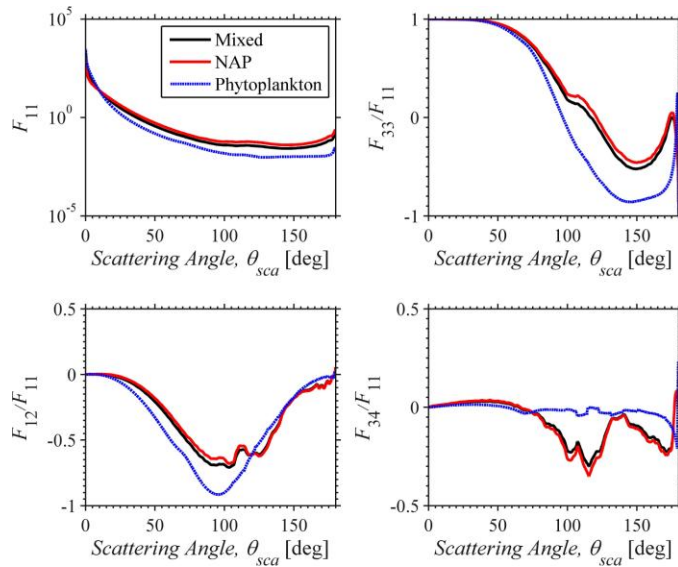 10^5
10^0
10^-5
F_11
0 50 100 150
Scattering Angle, θ_sca [deg]
Mixed
NAP
Phytoplankton
1
0
-1
F_33/F_11
0 50 100 150
Scattering Angle, θ_sca [deg]
0.5
0
-0.5
-1
F_12/F_11
0 50 100 150
Scattering Angle, θ_sca [deg]
0.5
0
-0.5
F_34/F_11
0 50 100 150
Scattering Angle, θ_sca [deg]